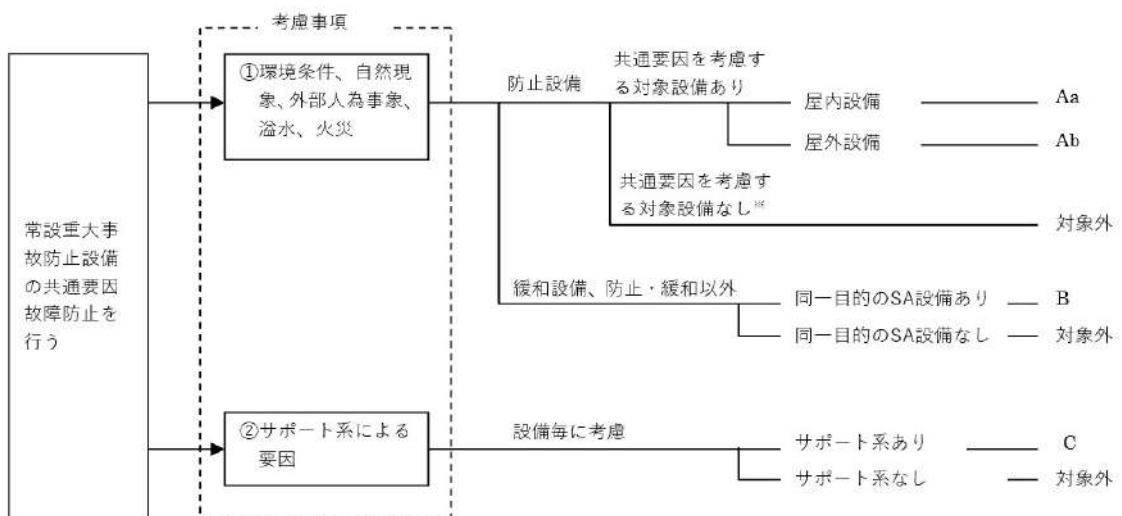 考慮事項
常設重大事
故防止設備
の共通要因
故障防止を
行う
①環境条件、自然現
象、外部人為事象、
溢水、火災
防止設備
共通要因を考慮す
る対象設備あり
屋内設備
Aa
屋外設備
Ab
共通要因を考慮す
る対象設備なし※
対象外
緩和設備、防止・緩和以外
同一目的のSA設備あり
B
同一目的のSA設備なし
対象外
②サポート系による
要因
設備毎に考慮
サポート系あり
C
サポート系なし
対象外